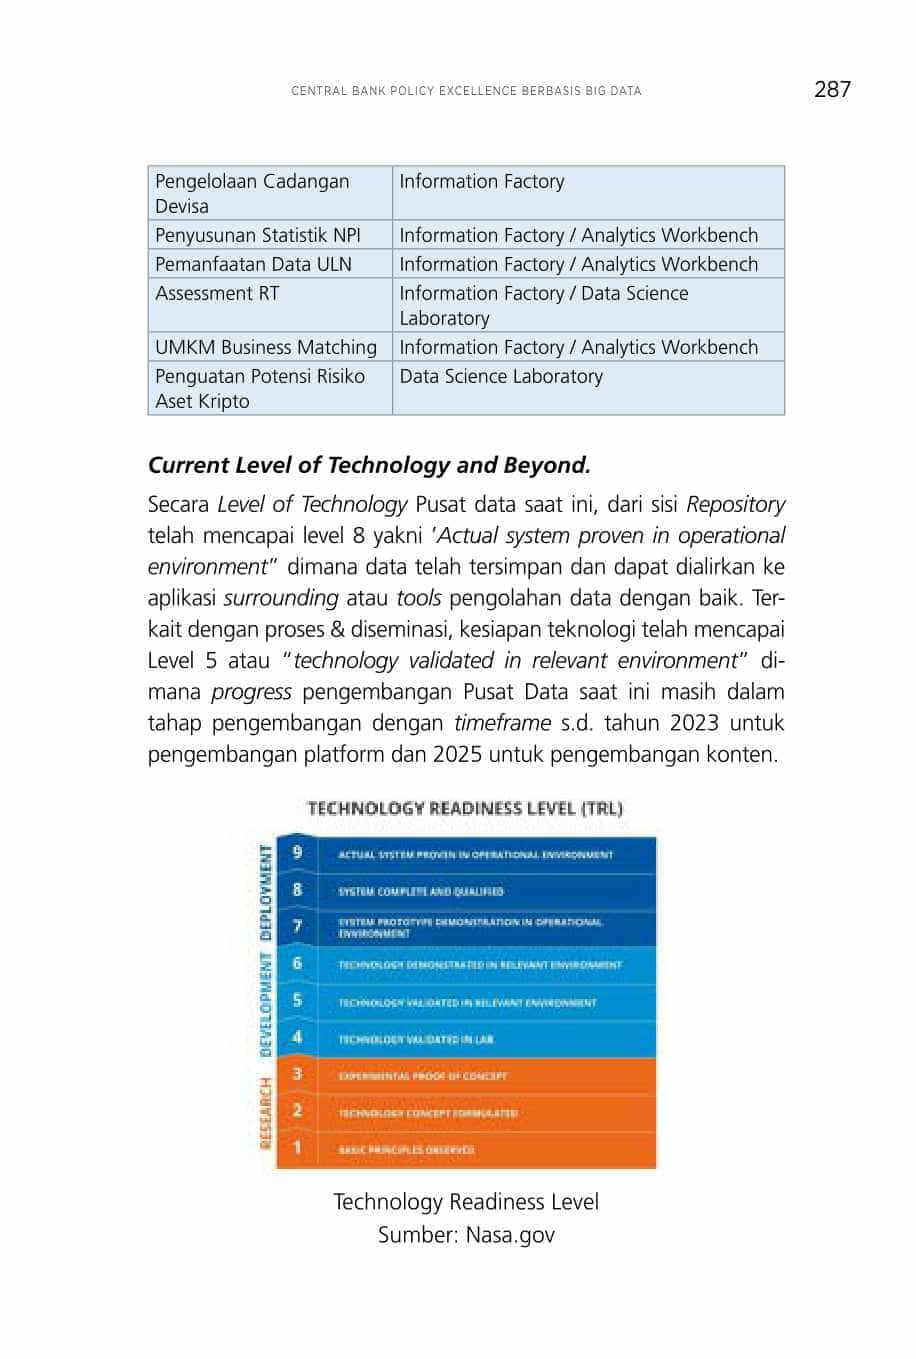 CENTRAL BANK POLICY EXCELLENCE BERBASIS BIG DATA 287
Pengelolaan Cadangan Devisa | Information Factory
Penyusunan Statistik NPI | Information Factory / Analytics Workbench
Pemanfaatan Data ULN | Information Factory / Analytics Workbench
Assessment RT | Information Factory / Data Science Laboratory
UMKM Business Matching | Information Factory / Analytics Workbench
Penguatan Potensi Risiko Aset Kripto | Data Science Laboratory
Current Level of Technology and Beyond.
Secara Level of Technology Pusat data saat ini, dari sisi Repository
telah mencapai level 8 yakni ‘Actual system proven in operational
environment” dimana data telah tersimpan dan dapat dialirkan ke
aplikasi surrounding atau tools pengolahan data dengan baik. Ter-
kait dengan proses & diseminasi, kesiapan teknologi telah mencapai
Level 5 atau “technology validated in relevant environment” di-
mana progress pengembangan Pusat Data saat ini masih dalam
tahap pengembangan dengan timeframe s.d. tahun 2023 untuk
pengembangan platform dan 2025 untuk pengembangan konten.
TECHNOLOGY READINESS LEVEL (TRL)
DEPLOYMENT
9 ACTUAL SYSTEM PROVEN IN OPERATIONAL ENVIRONMENT
8 SYSTEM COMPLETE AND QUALIFIED
7 SYSTEM PROTOTYPE DEMONSTRATION IN OPERATIONAL
ENVIRONMENT
DEVELOPMENT
6 TECHNOLOGY DEMONSTRATED IN RELEVANT ENVIRONMENT
5 TECHNOLOGY VALIDATED IN RELEVANT ENVIRONMENT
4 TECHNOLOGY VALIDATED IN LAB
RESEARCH
3 EXPERIMENTAL PROOF OF CONCEPT
2 TECHNOLOGY CONCEPT FORMULATED
1 BASIC PRINCIPLES OBSERVED
Technology Readiness Level
Sumber: Nasa.gov